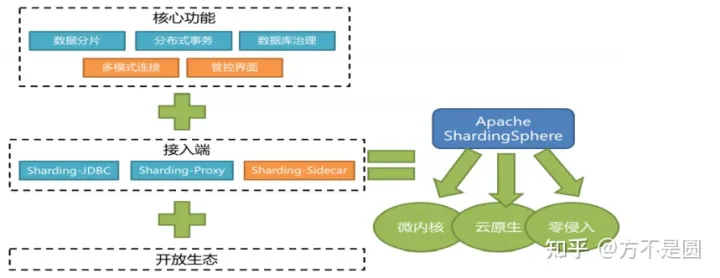 核心功能
数据分片 分布式事务 数据库治理
多模式连接 管控界面
接入端
Sharding-JDBC Sharding-Proxy Sharding-Sidecar
开放生态
Apache
ShardingSphere
微内核 云原生 零侵入
知乎 @方不是圆